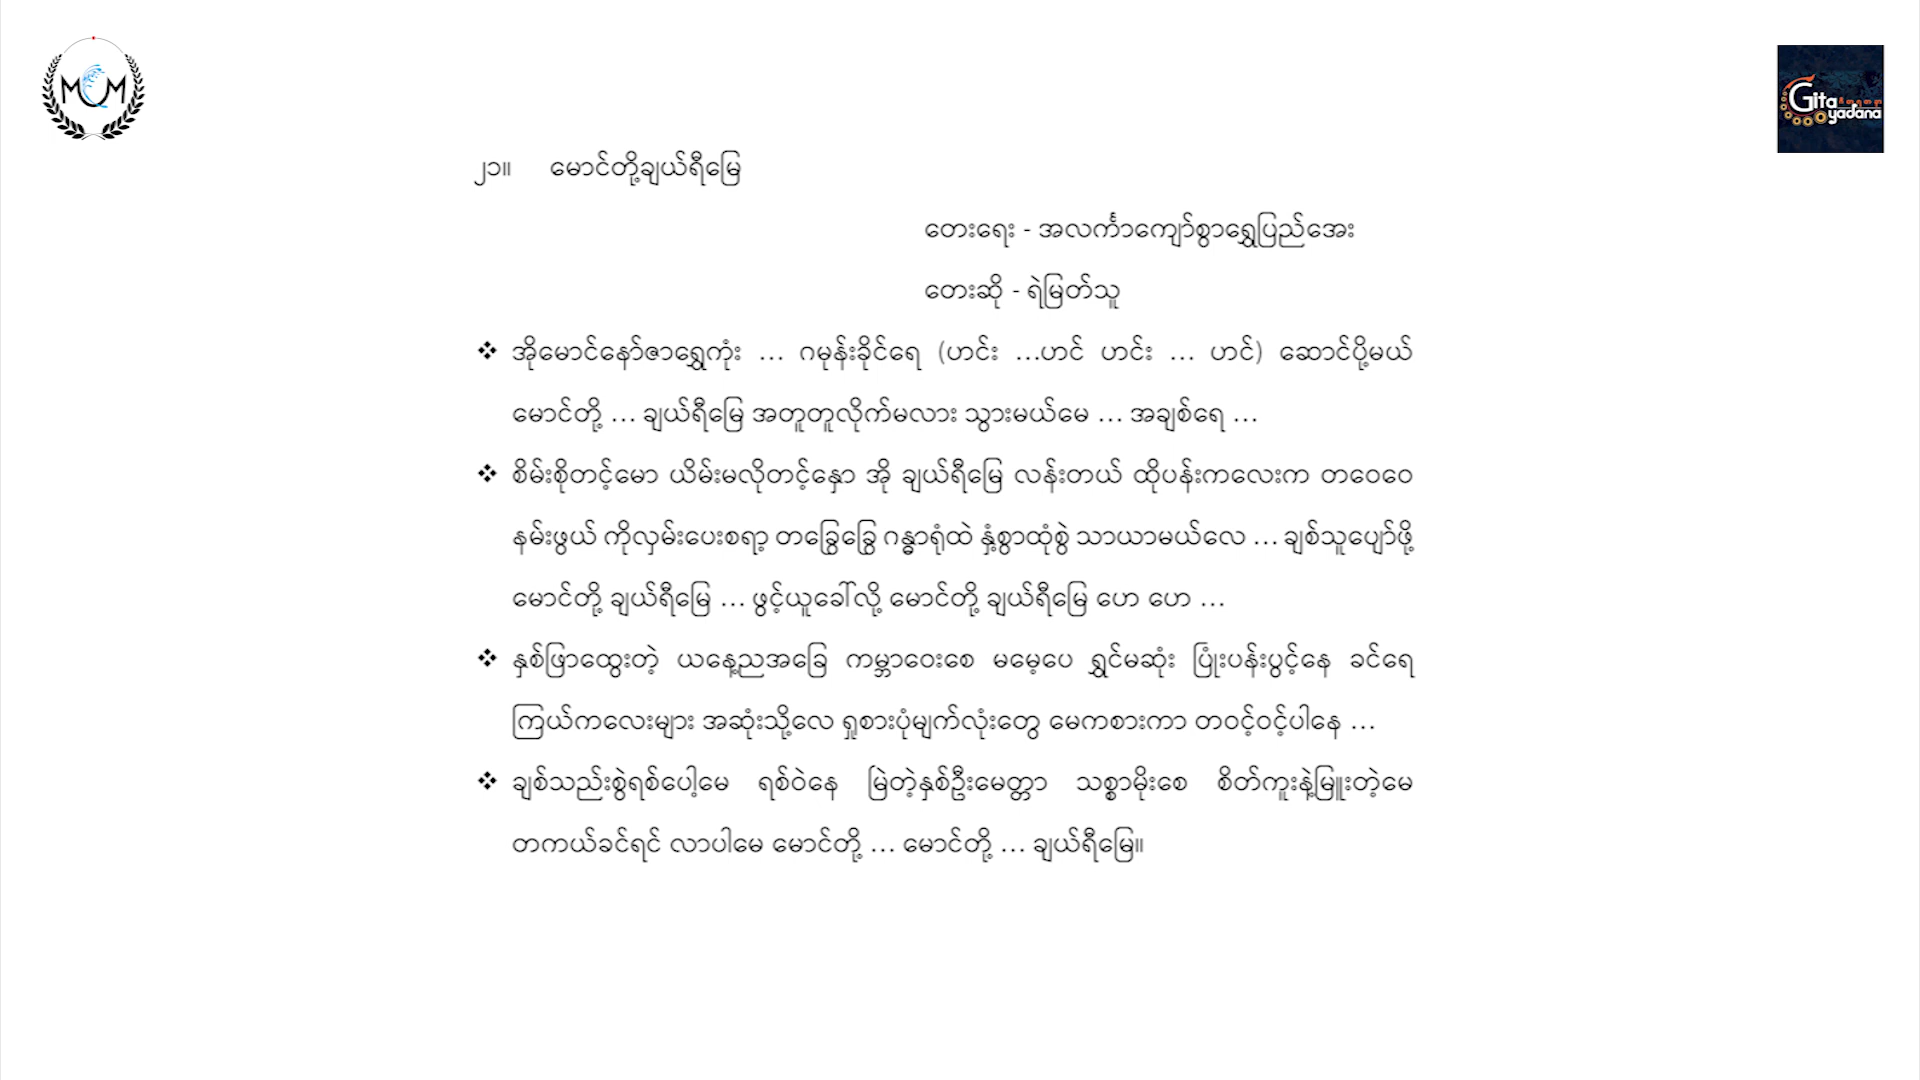 MQM
Gita ဂီတရတနာ
yadana
၂၁။ မောင်တို့ချယ်ရီမြေ
တေးရေး - အလင်္ကာကျော်စွာရွှေပြည်အေး
တေးဆို - ရဲမြတ်သူ
❖ အိုမောင်နော်ဇာရွှေကုံး … ဂမုန်းခိုင်ရေ (ဟင်း …ဟင် ဟင်း … ဟင်) ဆောင်ပို့မယ်
မောင်တို့ … ချယ်ရီမြေ အတူတူလိုက်မလား သွားမယ်မေ … အချစ်ရေ …
❖ စိမ်းစိုတင့်မော ယိမ်းမလိုတင့်နှော အို ချယ်ရီမြေ လန်းတယ် ထိုပန်းကလေးက တဝေဝေ
နမ်းဖွယ် ကိုလှမ်းပေးစရာ့ တခြွေခြွေ ဂန္ဓာရုံထဲ နှံ့စွာထုံစွဲ သာယာမယ်လေ … ချစ်သူပျော်ဖို့
မောင်တို့ ချယ်ရီမြေ … ဖွင့်ယူခေါ်လို့ မောင်တို့ ချယ်ရီမြေ ဟေ ဟေ …
❖ နှစ်ဖြာထွေးတဲ့ ယနေ့ညအခြေ ကမ္ဘာဝေးစေ မမေ့ပေ ရွှင်မဆုံး ပြုံးပန်းပွင့်နေ ခင်ရေ
ကြယ်ကလေးများ အဆုံးသို့လေ ရှုစားပုံမျက်လုံးတွေ မေကစားကာ တဝင့်ဝင့်ပါနေ …
❖ ချစ်သည်းစွဲရစ်ပေါ့မေ ရစ်ဝဲနေ မြဲတဲ့နှစ်ဦးမေတ္တာ သစ္စာမိုးစေ စိတ်ကူးနဲ့မြူးတဲ့မေ
တကယ်ခင်ရင် လာပါမေ မောင်တို့ … မောင်တို့ … ချယ်ရီမြေ။